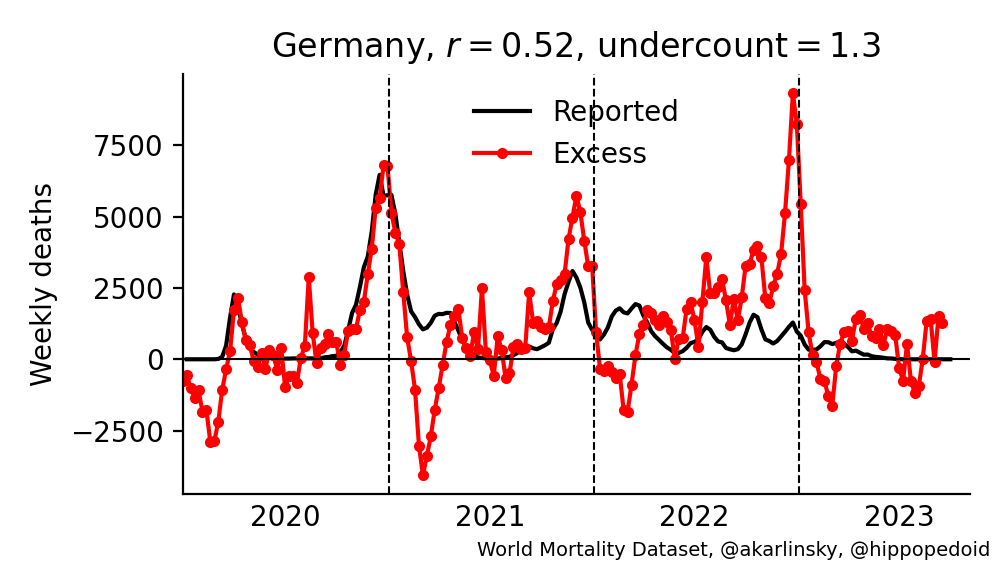 Germany, r = 0.52, undercount = 1.3
Reported
Excess
Weekly deaths
7500
5000
2500
0
−2500
2020 2021 2022 2023
World Mortality Dataset, @akarlinsky, @hippopedoid